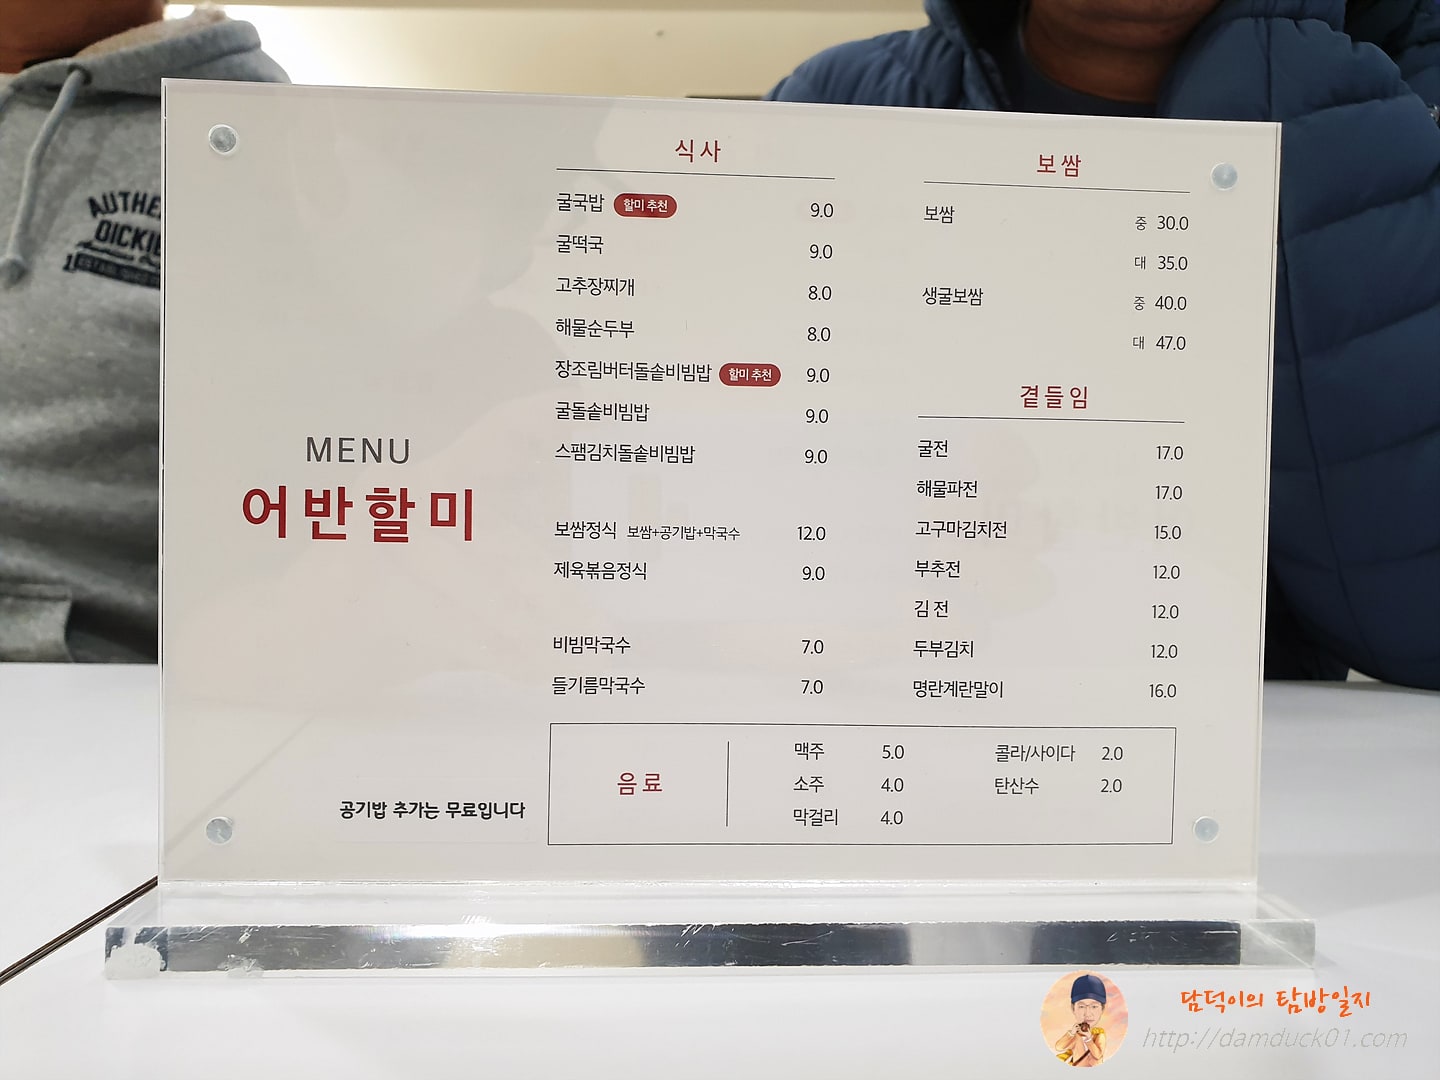 AUTHE
DICKIE
MENU
어반할미
공기밥 추가는 무료입니다
식사
굴국밥 할미 추천 9.0
굴떡국 9.0
고추장찌개 8.0
해물순두부 8.0
장조림버터돌솥비빔밥 할미 추천 9.0
굴돌솥비빔밥 9.0
스팸김치돌솥비빔밥 9.0
보쌈정식 보쌈+공기밥+막국수 12.0
제육볶음정식 9.0
비빔막국수 7.0
들기름막국수 7.0
보쌈
보쌈 중 30.0
대 35.0
생굴보쌈 중 40.0
대 47.0
곁들임
굴전 17.0
해물파전 17.0
고구마김치전 15.0
부추전 12.0
김 전 12.0
두부김치 12.0
명란계란말이 16.0
음료
맥주 5.0 콜라/사이다 2.0
소주 4.0 탄산수 2.0
막걸리 4.0
담덕이의 탐방일지
http://damduck01.com